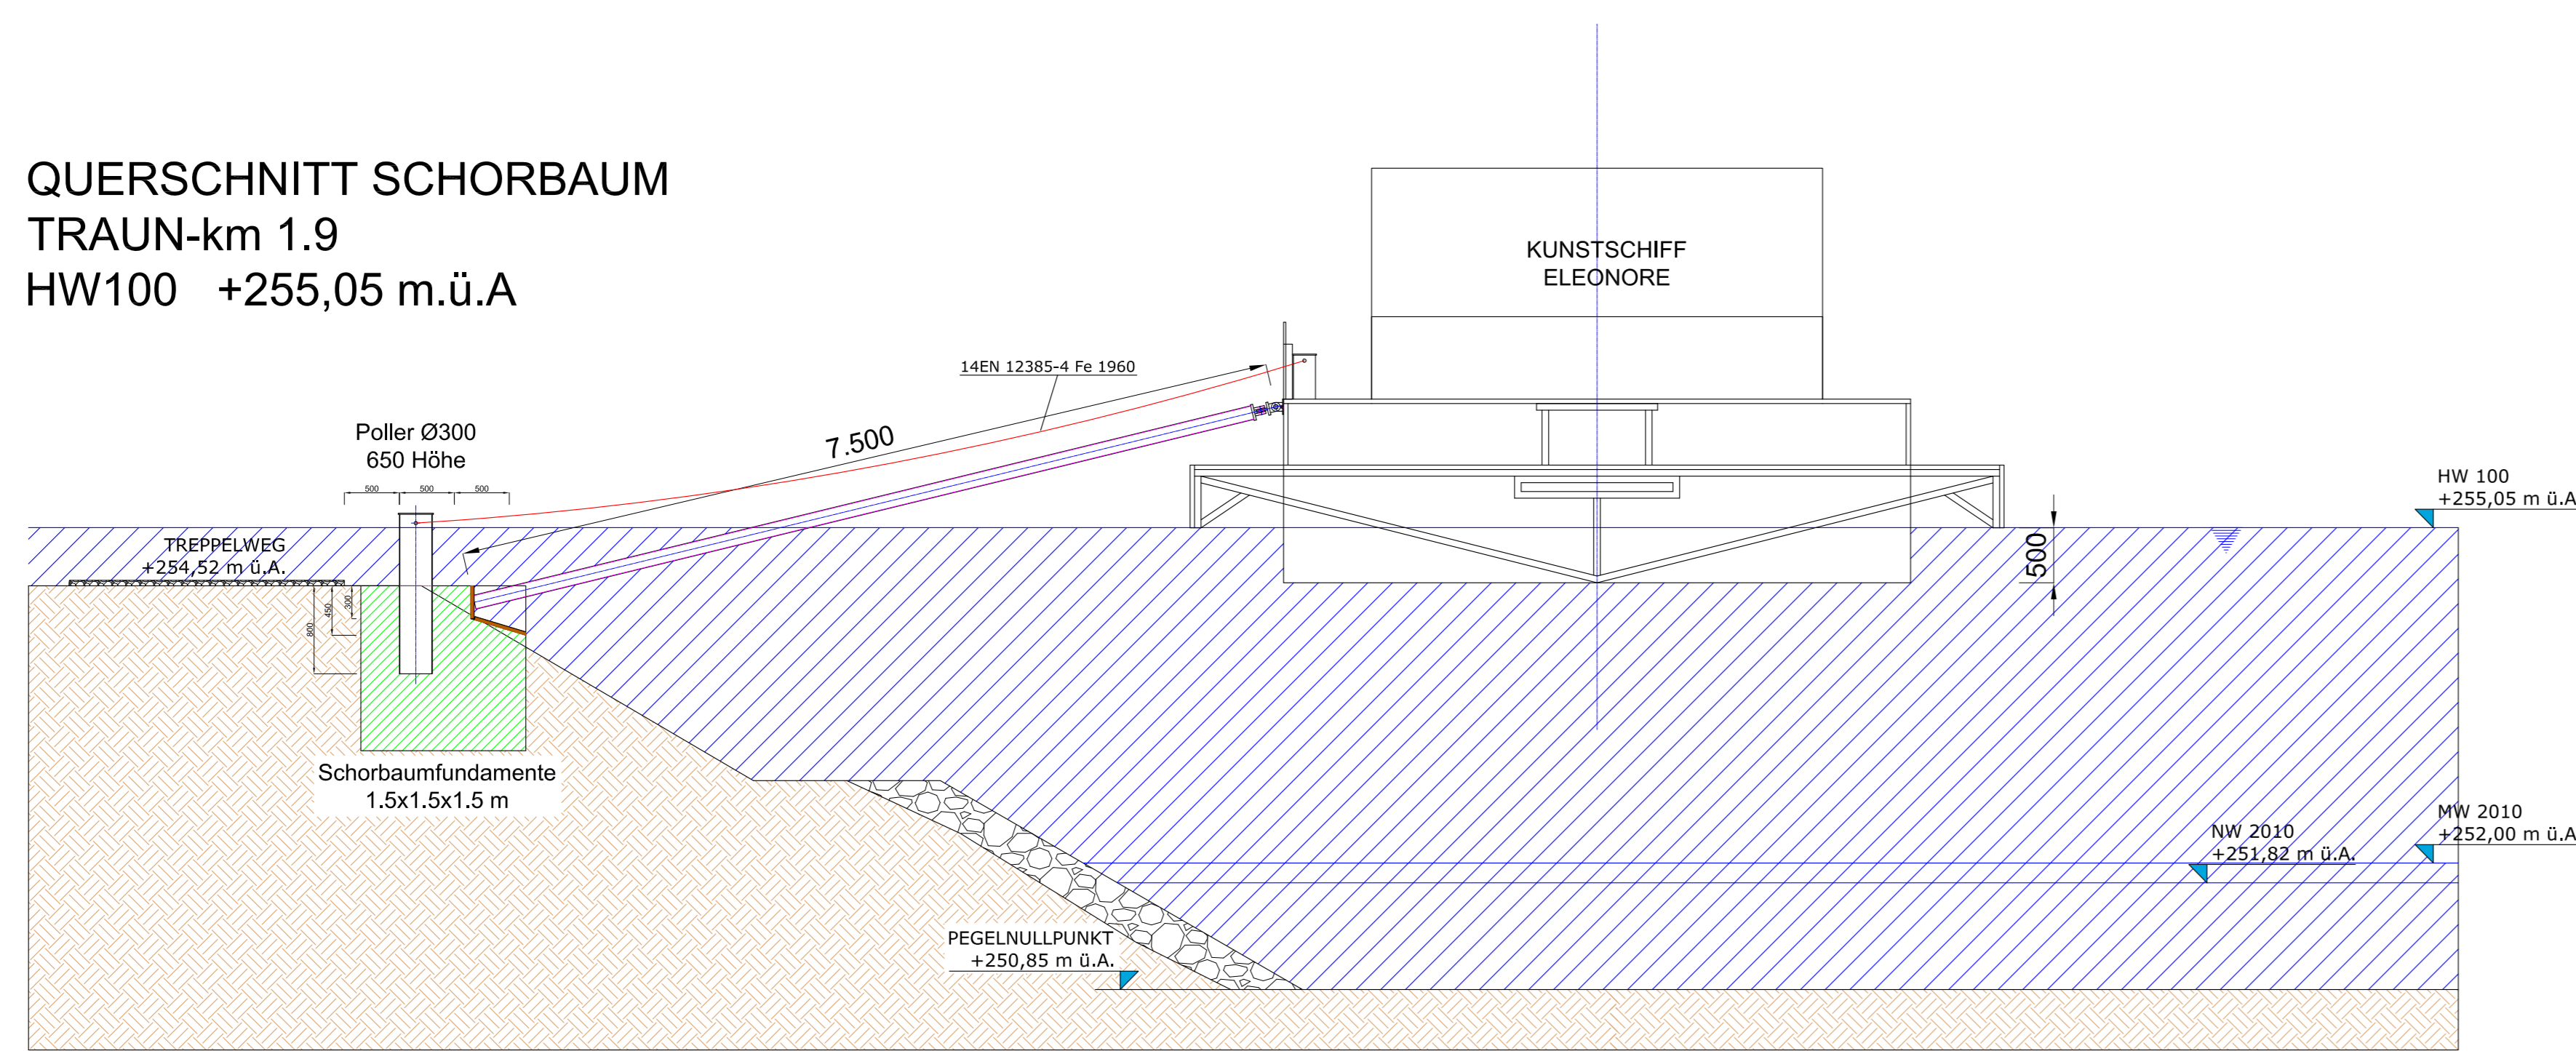 QUERSCHNITT SCHORBAUM
TRAUN-km 1.9
HW100 +255,05 m.ü.A
KUNSTSCHIFF
ELEONORE
14EN 12385-4 Fe 1960
7.500
Poller Ø300
650 Höhe
500 500 500
HW 100
+255,05 m ü.A
TREPPELWEG
+254,52 m ü.A.
500
300
450
800
Schorbaumfundamente
1.5x1.5x1.5 m
MW 2010
+252,00 m ü.A
NW 2010
+251,82 m ü.A.
PEGELNULLPUNKT
+250,85 m ü.A.